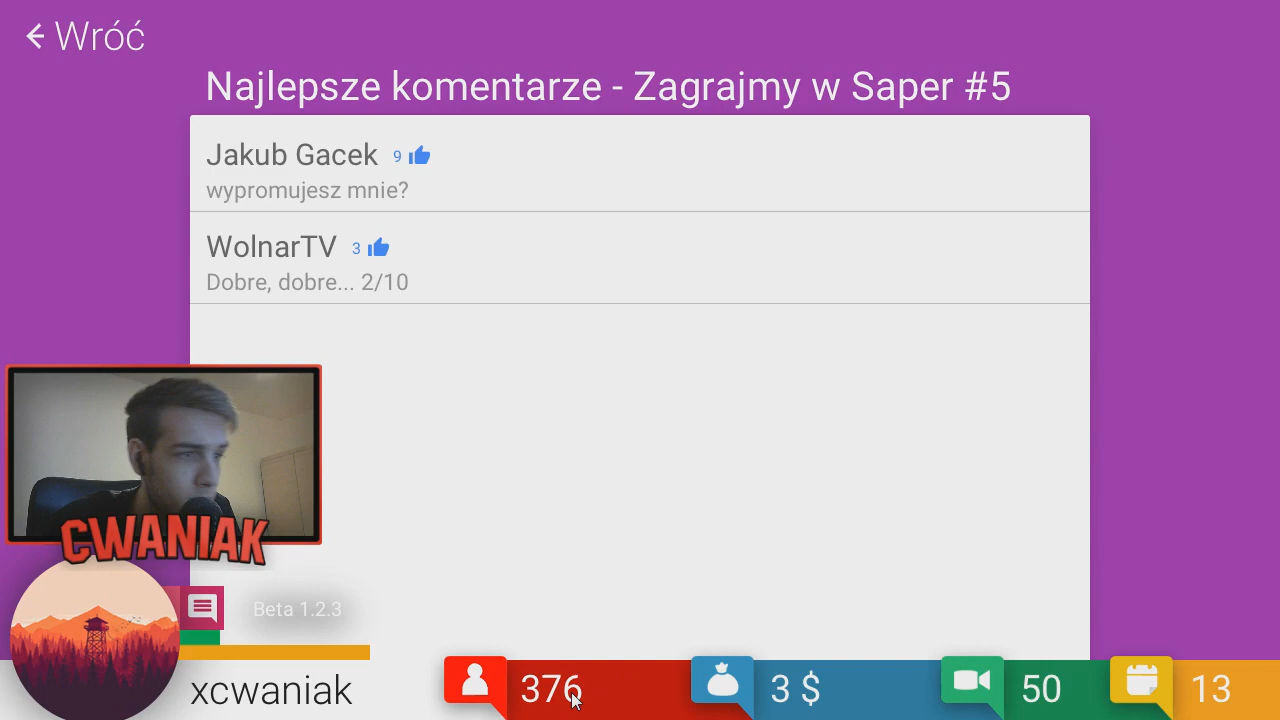 Wróć
Najlepsze komentarze - Zagrajmy w Saper #5
Jakub Gacek 9
wypromujesz mnie?
WolnarTV 3
Dobre, dobre... 2/10
CWANIAK
Beta 1.2.3
xcwaniak
376
3 $
50
13